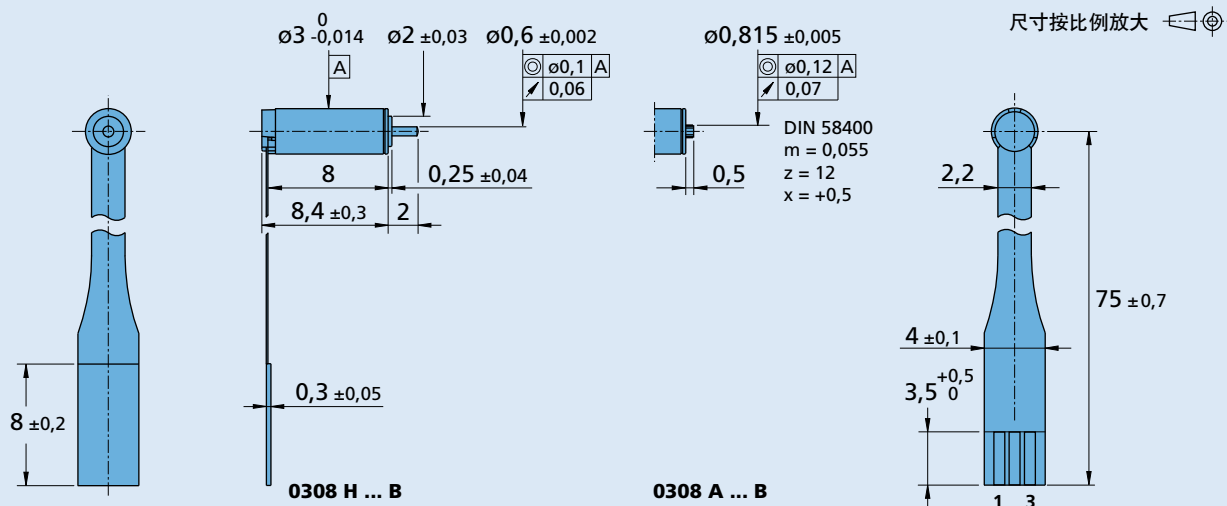 尺寸按比例放大
ø3 0 -0,014
ø2 ±0,03
ø0,6 ±0,002
ø0,815 ±0,005
A
ø0,1 A
0,06
ø0,12 A
0,07
DIN 58400
m = 0,055
z = 12
x = +0,5
8
0,25 ±0,04
0,5
2,2
8,4 ±0,3
2
75 ±0,7
4 ±0,1
0,3 ±0,05
3,5 +0,5 0
8 ±0,2
0308 H ... B
0308 A ... B
1 3